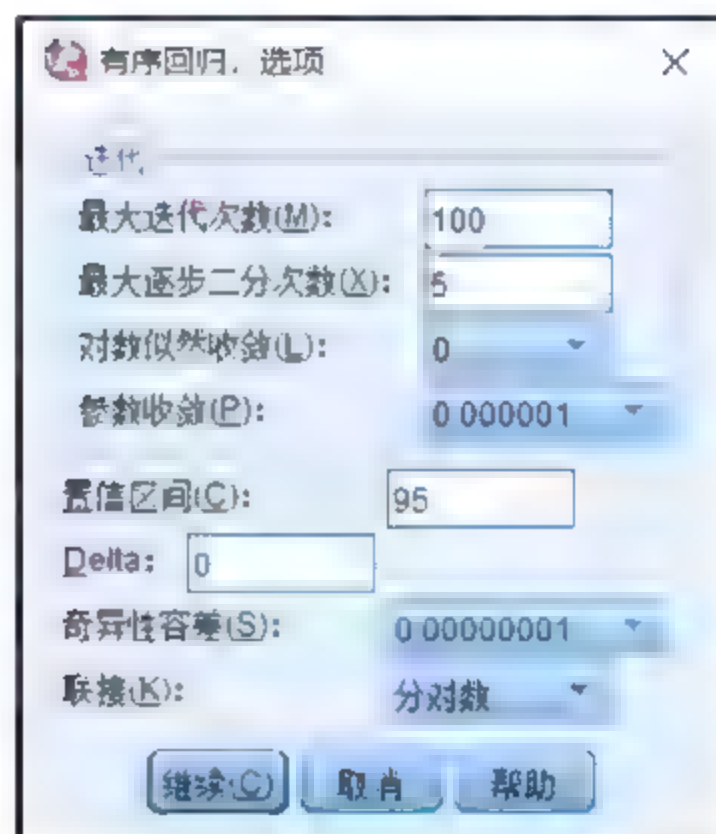 有序回归：选项
迭代
最大迭代次数(M): 100
最大逐步二分次数(X): 5
对数似然收敛(L): 0
参数收敛(P): 0 000001
置信区间(C): 95
Delta: 0
奇异性容差(S): 0 00000001
联接(K): 分对数
继续(C) 取消 帮助